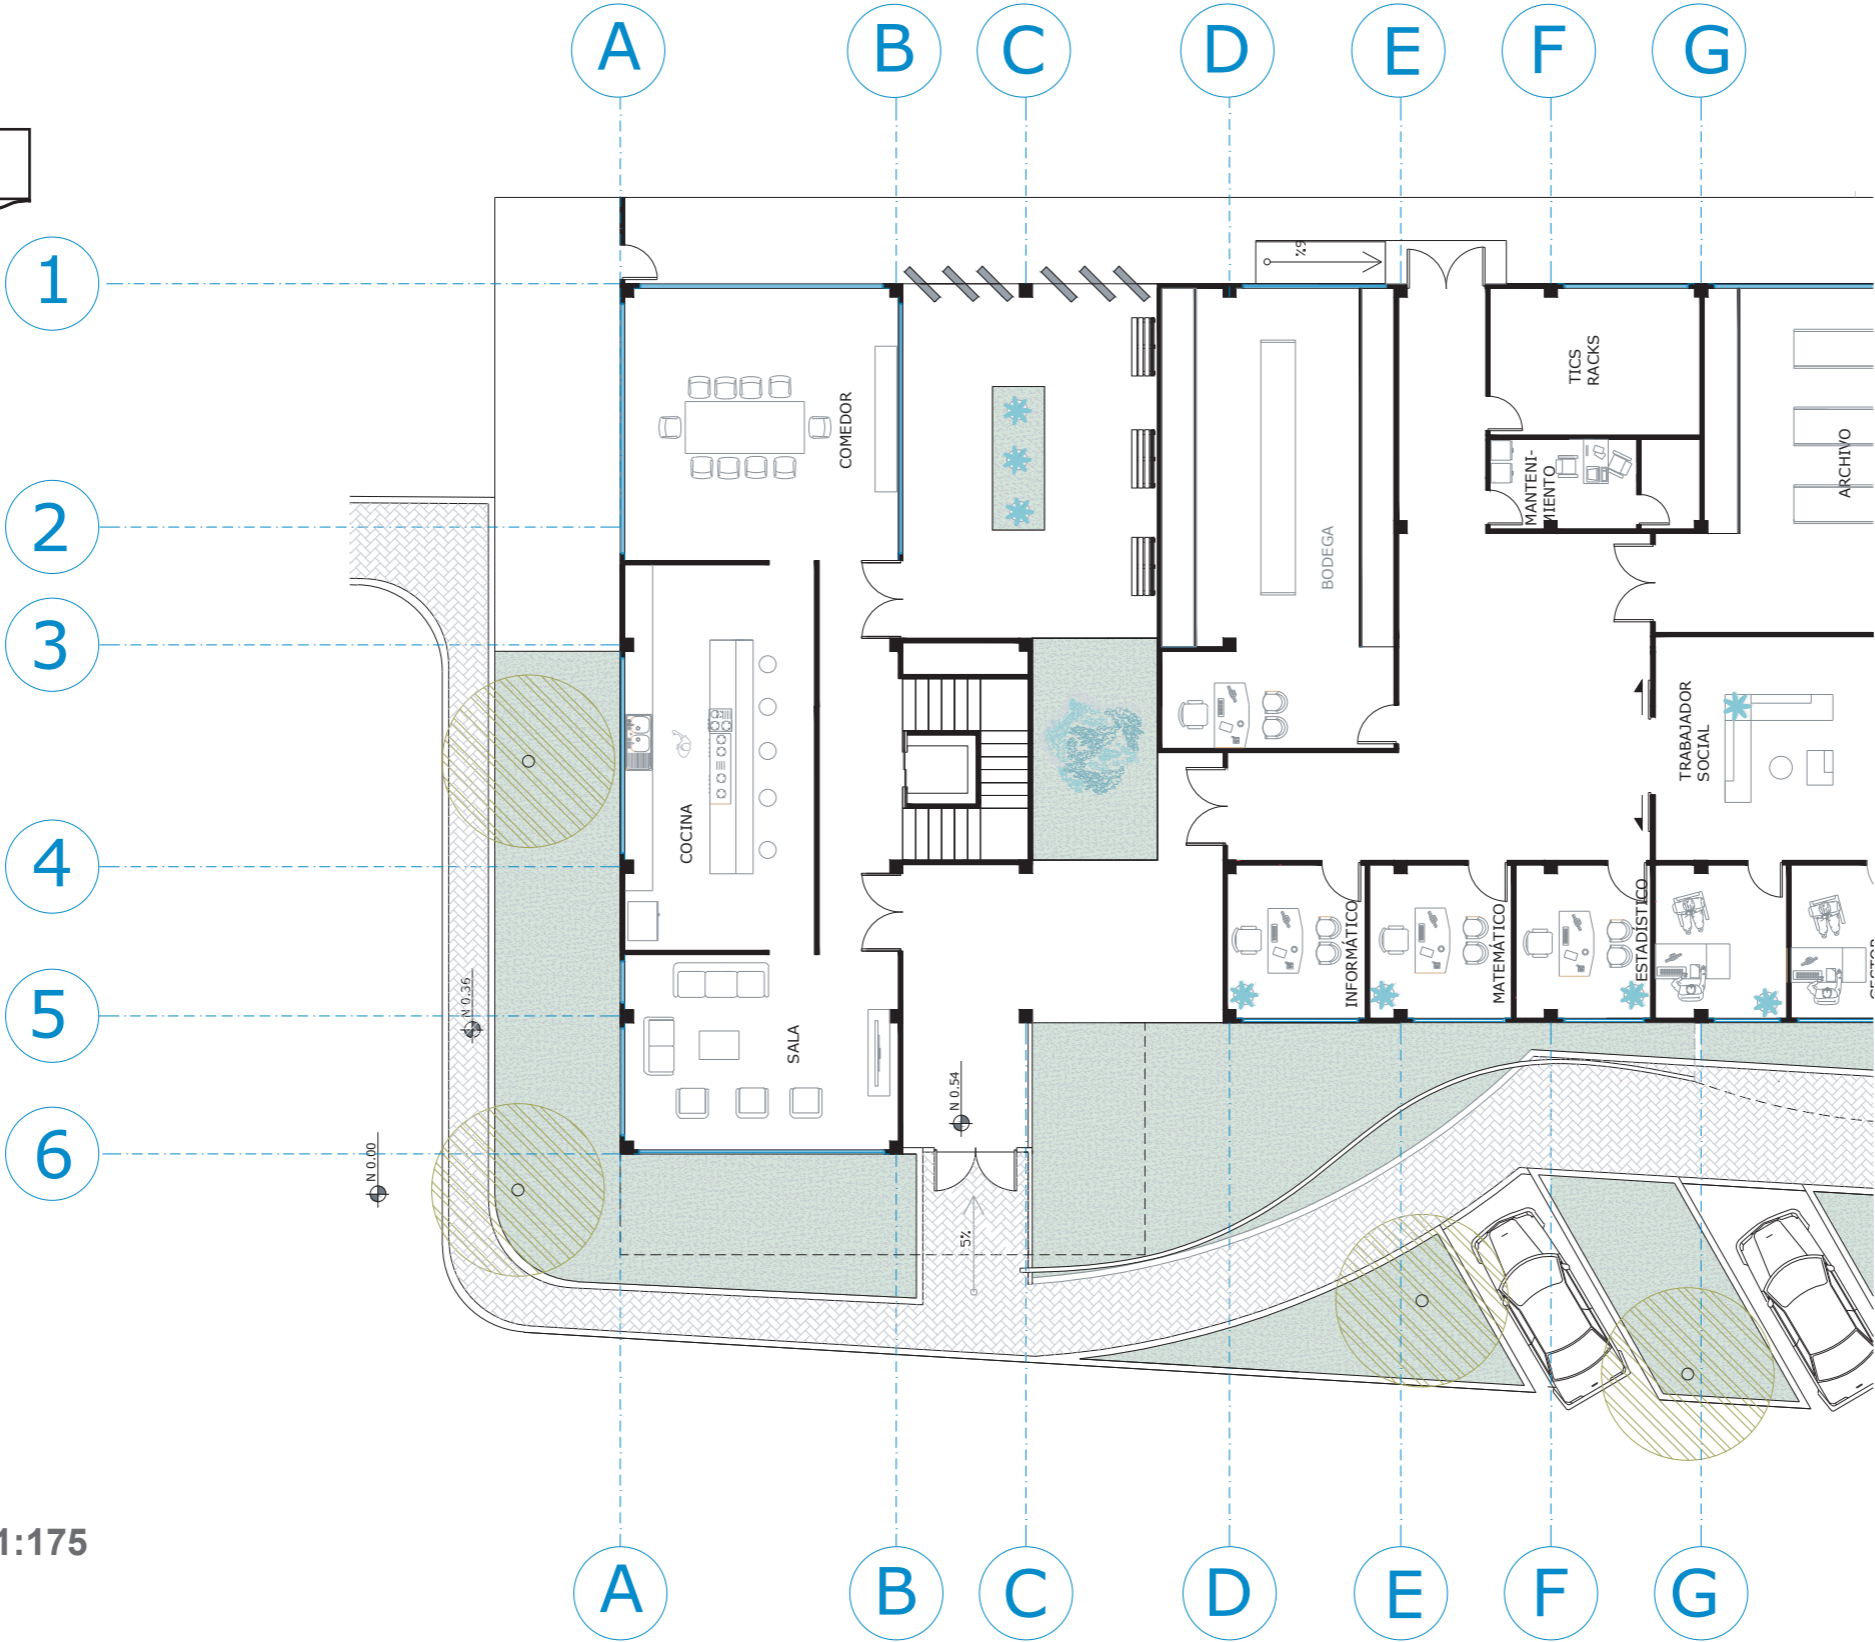 A B C D E F G
1
2
3
4
5
6
5%
COMEDOR
BODEGA
TICS
RACKS
MANTENI-
MIENTO
ARCHIVO
COCINA
TRABAJADOR
SOCIAL
INFORMÁTICO
MATEMÁTICO
ESTADÍSTICO
SALA
N 0.36
N 0.54
N 0.00
5%
1:175
A B C D E F G